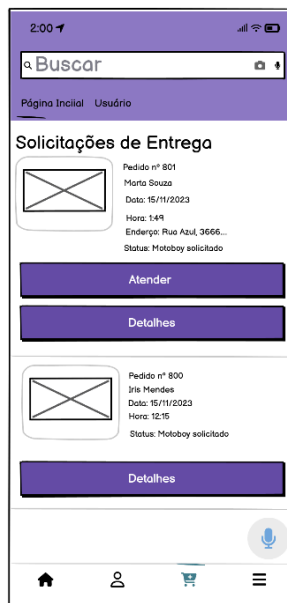 2:00
Buscar
Página Inciial Usuário
Solicitações de Entrega
Pedido nº 801
Marta Souza
Data: 15/11/2023
Hora: 1:49
Enderço: Rua Azul, 3666...
Status: Motoboy solicitado
Atender
Detalhes
Pedido nº 800
Iris Mendes
Data: 15/11/2023
Hora: 12:15
Status: Motoboy solicitado
Detalhes